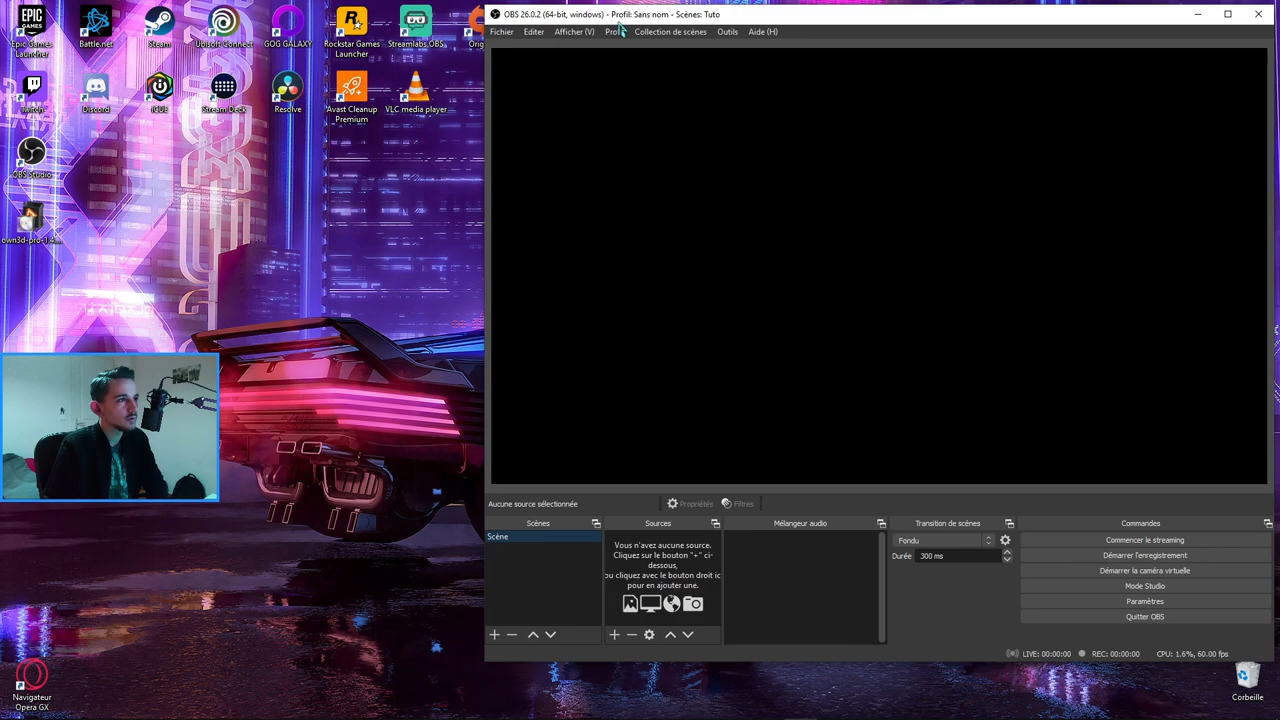 Epic Games
Launcher
Battle.net
Steam
Ubisoft Connect
GOG GALAXY
Rockstar Games
Launcher
Streamlabs OBS
Twitch
Discord
iCUE
Stream Deck
Resolve
Avast Cleanup
Premium
VLC media player
OBS Studio
own3d-pro-1.4....
Navigateur
Opera GX
OBS 26.0.2 (64-bit, windows) - Profil: Sans nom - Scènes: Tuto
Fichier Editer Afficher (V) Collection de scènes Outils Aide (H)
Aucune source sélectionnée Propriétés Filtres
Scènes Sources Mélangeur audio Transition de scènes Commandes
Scène
Vous n'avez aucune source.
Cliquez sur le bouton "+" ci-
dessous,
ou cliquez avec le bouton droit ic
pour en ajouter une.
Fondu
Durée 300 ms
Commencer le streaming
Démarrer l'enregistrement
Démarrer la caméra virtuelle
Mode Studio
Paramètres
Quitter OBS
LIVE: 00:00:00 REC: 00:00:00 CPU: 1.6%, 60.00 fps
Corbeille